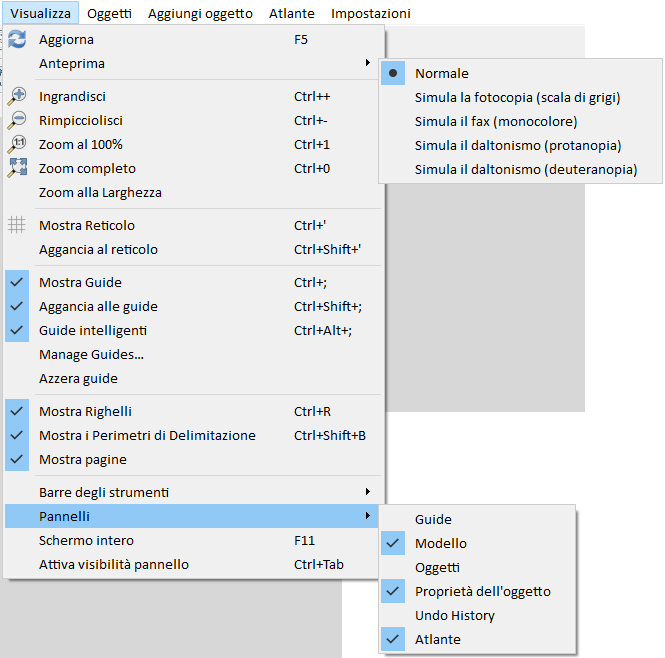 Visualizza Oggetti Aggiungi oggetto Atlante Impostazioni
Aggiorna F5
Anteprima
Normale
Simula la fotocopia (scala di grigi)
Simula il fax (monocolore)
Simula il daltonismo (protanopia)
Simula il daltonismo (deuteranopia)
Ingrandisci Ctrl++
Rimpicciolisci Ctrl+-
Zoom al 100% Ctrl+1
Zoom completo Ctrl+0
Zoom alla Larghezza
Mostra Reticolo Ctrl+'
Aggancia al reticolo Ctrl+Shift+'
Mostra Guide Ctrl+;
Aggancia alle guide Ctrl+Shift+;
Guide intelligenti Ctrl+Alt+;
Manage Guides...
Azzera guide
Mostra Righelli Ctrl+R
Mostra i Perimetri di Delimitazione Ctrl+Shift+B
Mostra pagine
Barre degli strumenti
Pannelli
Schermo intero F11
Attiva visibilità pannello Ctrl+Tab
Guide
Modello
Oggetti
Proprietà dell'oggetto
Undo History
Atlante